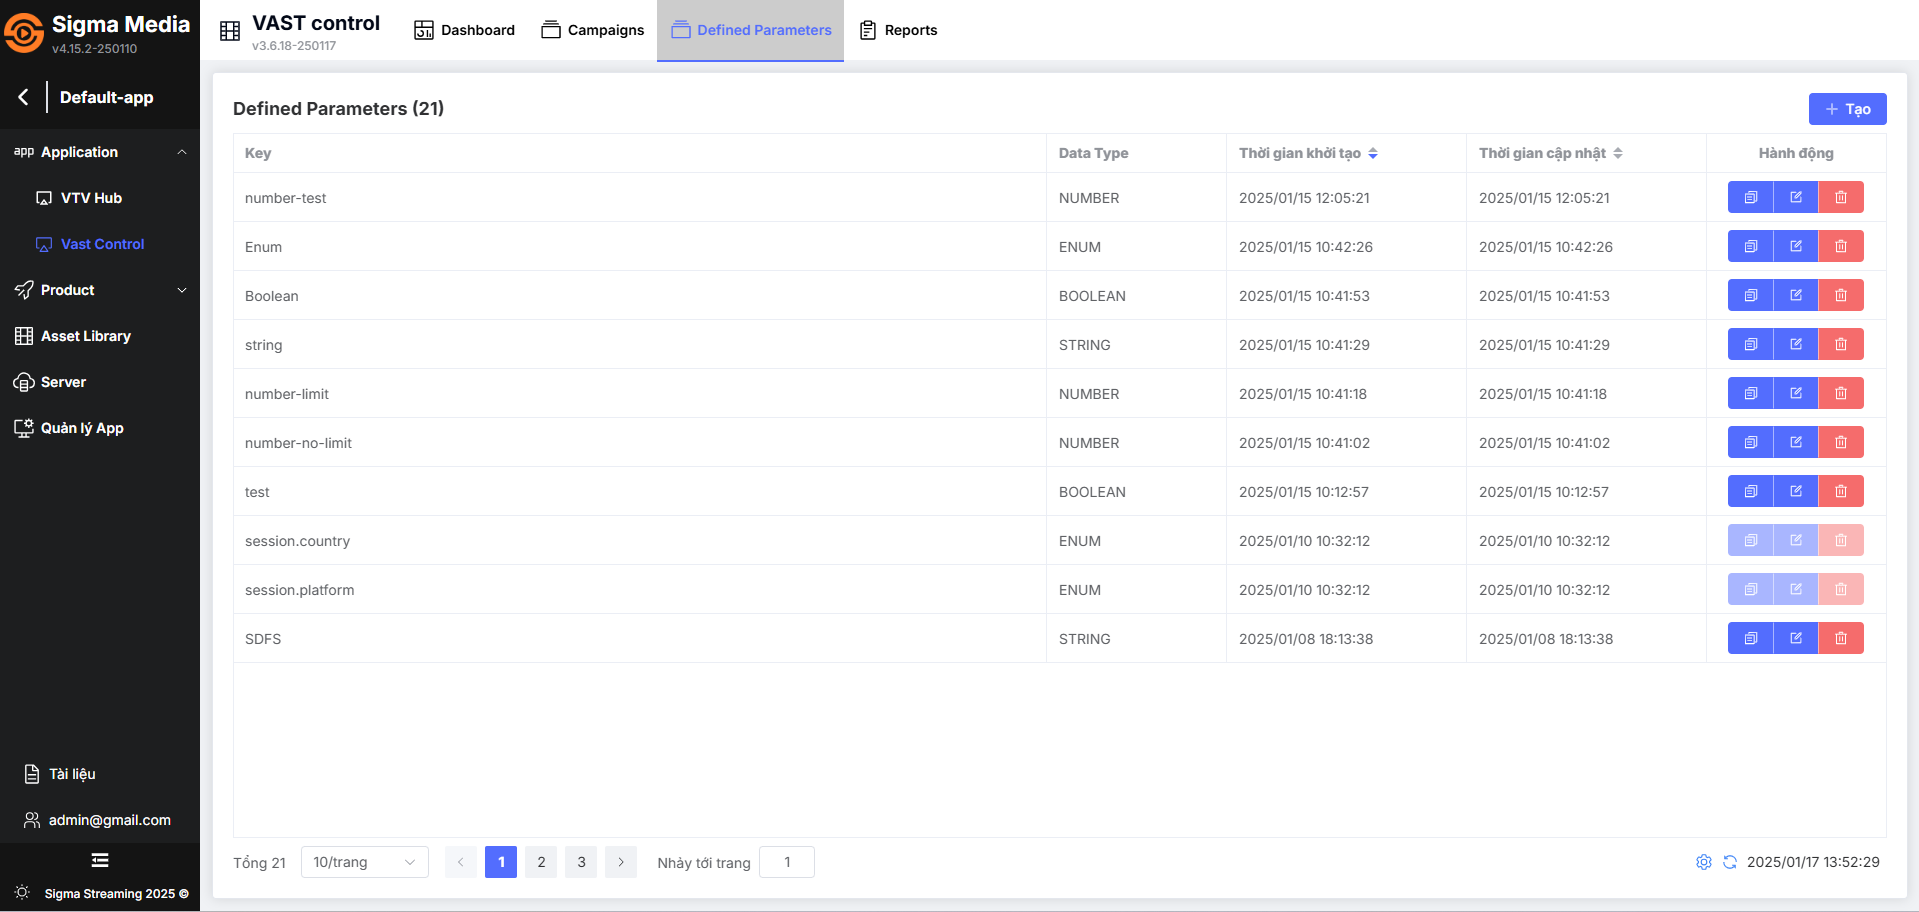 Sigma Media
v4.15.2-250110
Default-app
app Application
VTV Hub
Vast Control
Product
Asset Library
Server
Quản lý App
Tài liệu
admin@gmail.com
Sigma Streaming 2025 ©
VAST control
v3.6.18-250117
Dashboard
Campaigns
Defined Parameters
Reports
Defined Parameters (21)
Tạo
Key Data Type Thời gian khởi tạo Thời gian cập nhật Hành động
number-test NUMBER 2025/01/15 12:05:21 2025/01/15 12:05:21
Enum ENUM 2025/01/15 10:42:26 2025/01/15 10:42:26
Boolean BOOLEAN 2025/01/15 10:41:53 2025/01/15 10:41:53
string STRING 2025/01/15 10:41:29 2025/01/15 10:41:29
number-limit NUMBER 2025/01/15 10:41:18 2025/01/15 10:41:18
number-no-limit NUMBER 2025/01/15 10:41:02 2025/01/15 10:41:02
test BOOLEAN 2025/01/15 10:12:57 2025/01/15 10:12:57
session.country ENUM 2025/01/10 10:32:12 2025/01/10 10:32:12
session.platform ENUM 2025/01/10 10:32:12 2025/01/10 10:32:12
SDFS STRING 2025/01/08 18:13:38 2025/01/08 18:13:38
Tổng 21 10/trang 1 2 3 Nhảy tới trang 1 2025/01/17 13:52:29